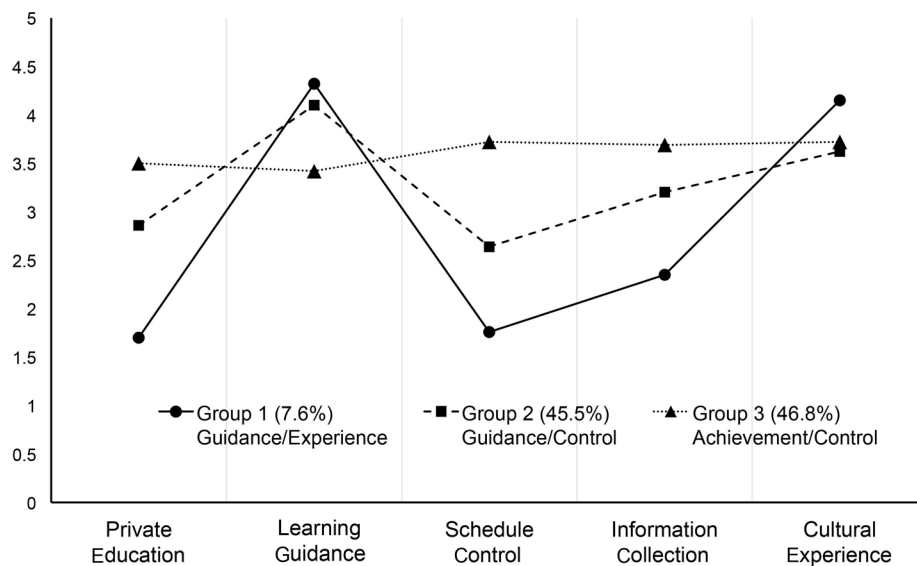 5
4.5
4
3.5
3
2.5
2
1.5
1
0.5
0
Group 1 (7.6%)
Guidance/Experience
Group 2 (45.5%)
Guidance/Control
Group 3 (46.8%)
Achievement/Control
Private
Education
Learning
Guidance
Schedule
Control
Information
Collection
Cultural
Experience